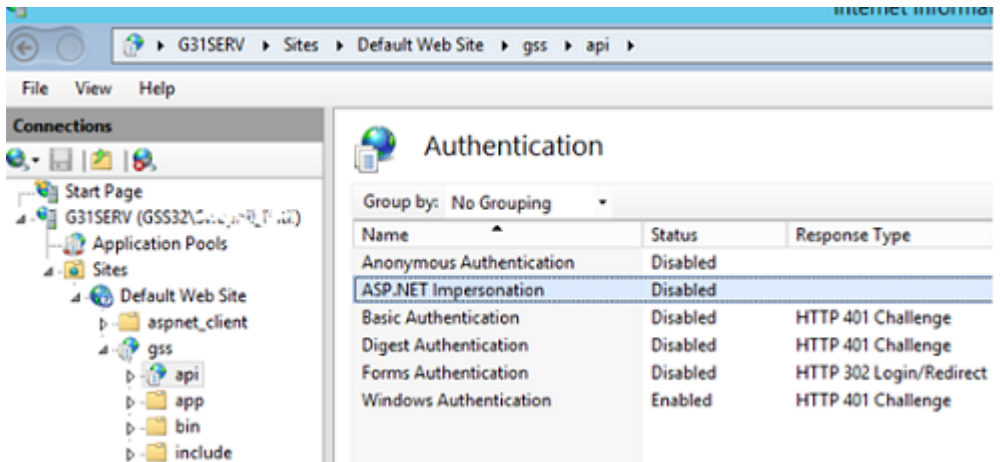 G31SERV Sites Default Web Site gss api
File View Help
Connections
Start Page
G31SERV (GSS32\
Application Pools
Sites
Default Web Site
aspnet_client
gss
api
app
bin
include
Authentication
Group by: No Grouping
Name Status Response Type
Anonymous Authentication Disabled
ASP.NET Impersonation Disabled
Basic Authentication Disabled HTTP 401 Challenge
Digest Authentication Disabled HTTP 401 Challenge
Forms Authentication Disabled HTTP 302 Login/Redirect
Windows Authentication Enabled HTTP 401 Challenge